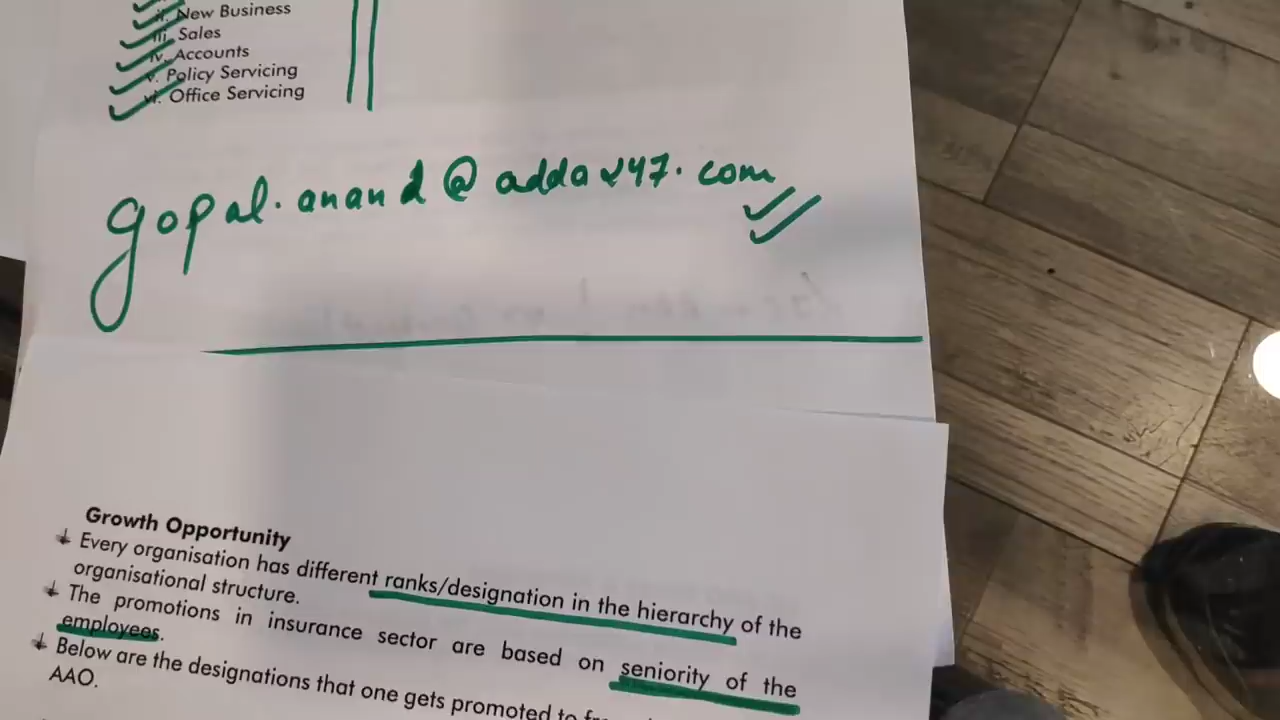 ii. New Business
iii. Sales
iv. Accounts
v. Policy Servicing
vi. Office Servicing
gopal.anand@adda247.com
Growth Opportunity
Every organisation has different ranks/designation in the hierarchy of the
organisational structure.
The promotions in insurance sector are based on seniority of the
employees.
Below are the designations that one gets promoted to
AAO.